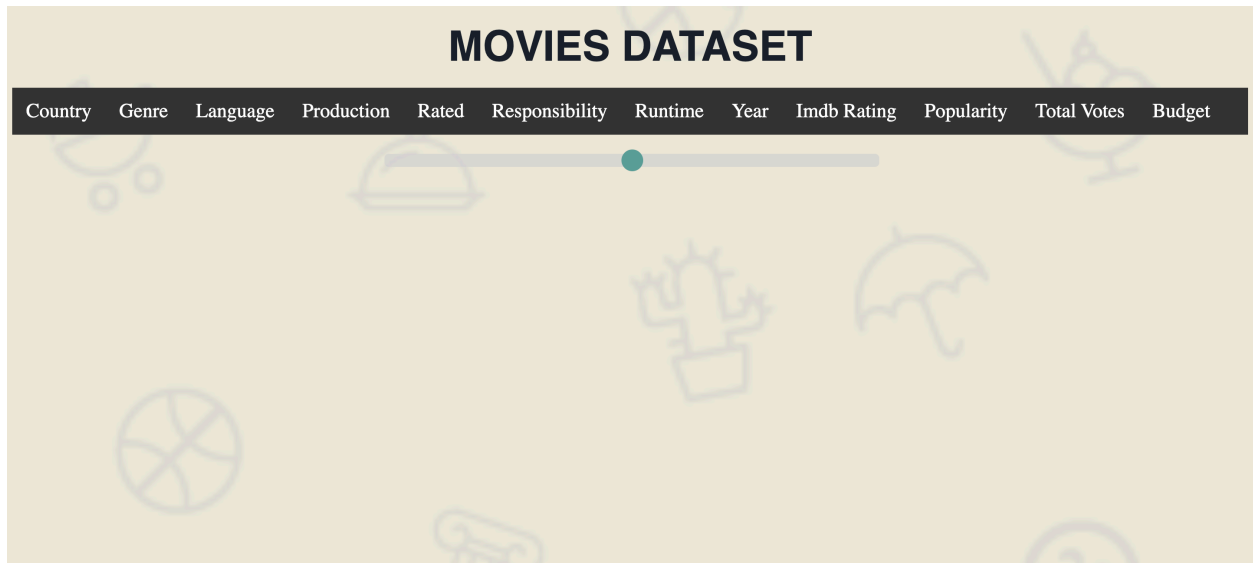 MOVIES DATASET
Country Genre Language Production Rated Responsibility Runtime Year Imdb Rating Popularity Total Votes Budget